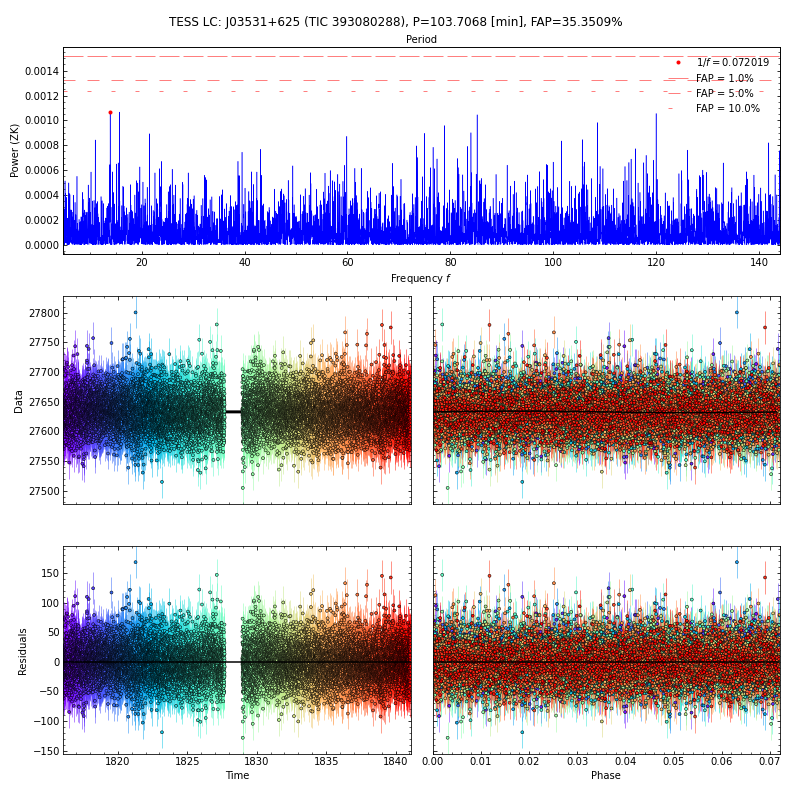 TESS LC: J03531+625 (TIC 393080288), P=103.7068 [min], FAP=35.3509%
Period
Power (ZK)
0.0014
0.0012
0.0010
0.0008
0.0006
0.0004
0.0002
0.0000
1/f = 0.072019
FAP = 1.0%
FAP = 5.0%
FAP = 10.0%
20 40 60 80 100 120 140
Frequency f
Data
27800
27750
27700
27650
27600
27550
27500
Residuals
150
100
50
0
−50
−100
−150
1820 1825 1830 1835 1840
Time
0.00 0.01 0.02 0.03 0.04 0.05 0.06 0.07
Phase